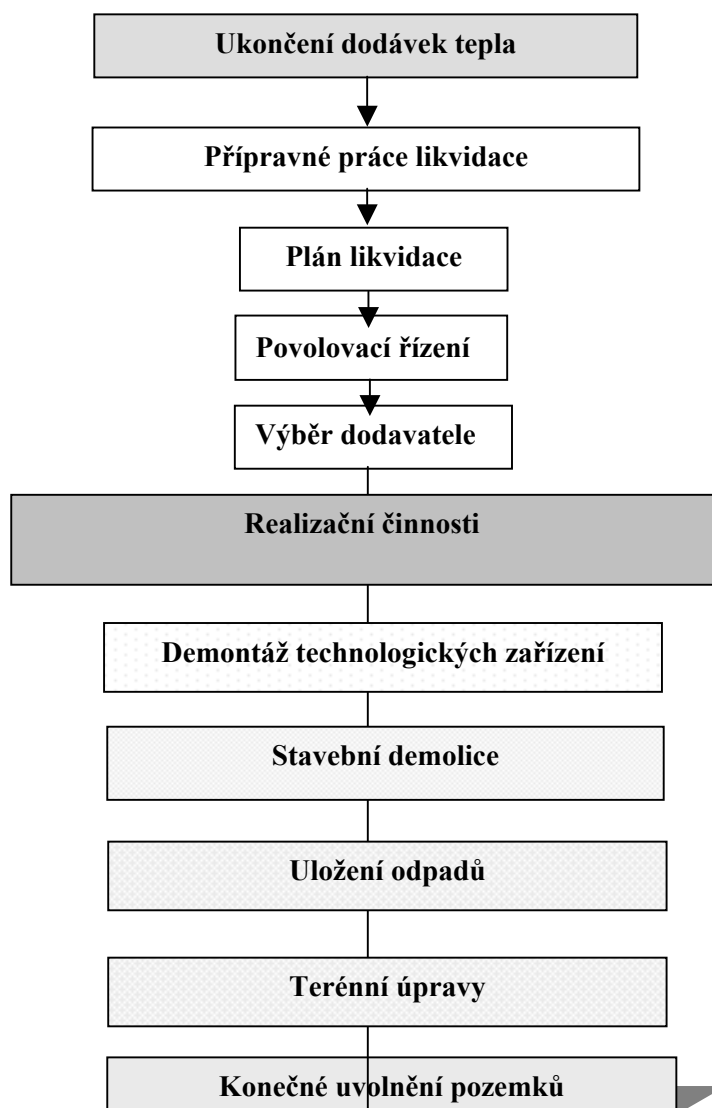 Ukončení dodávek tepla
Přípravné práce likvidace
Plán likvidace
Povolovací řízení
Výběr dodavatele
Realizační činnosti
Demontáž technologických zařízení
Stavební demolice
Uložení odpadů
Terénní úpravy
Konečné uvolnění pozemků